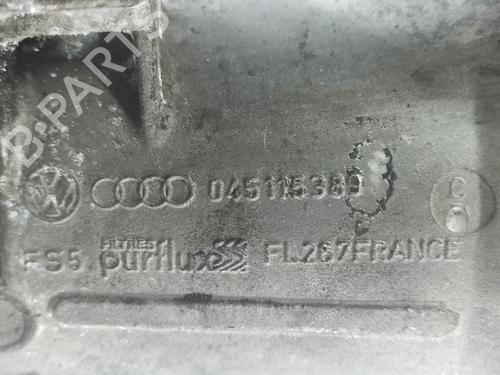 B-PARTS
045115389
C
FS5 FILTRES purflux FL267FRANCE